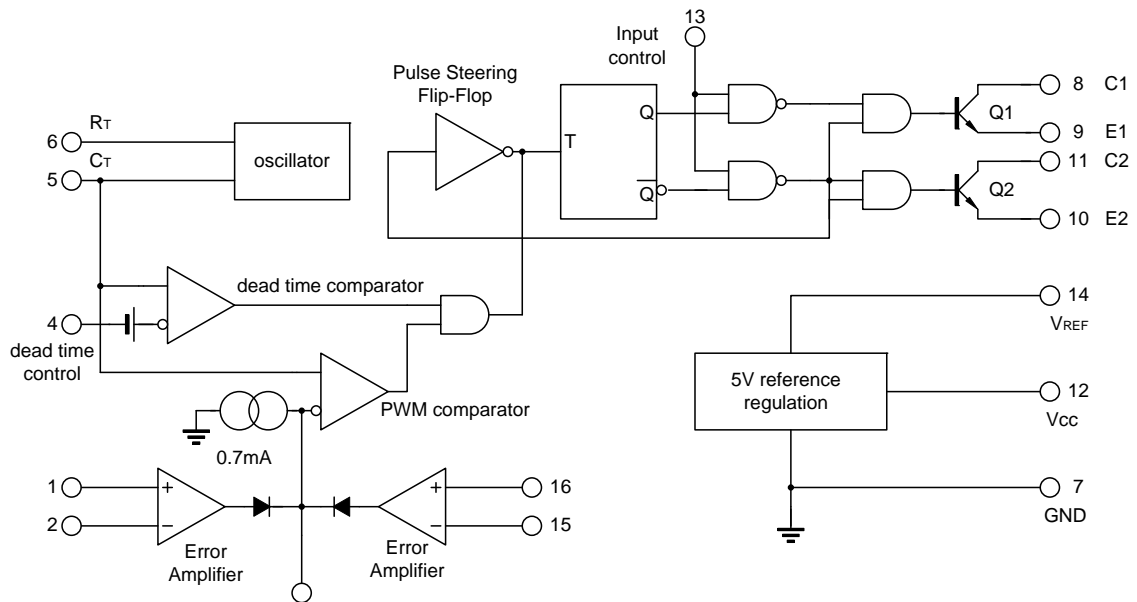 13
Input
control
Pulse Steering
Flip-Flop
8 C1
Q1
9 E1
RT
6
oscillator
CT
5
T
Q
Q
11 C2
Q2
10 E2
dead time comparator
4
dead time
control
14
VREF
5V reference
regulation
12
Vcc
PWM comparator
0.7mA
1
+
2
−
+
16
−
15
7
GND
Error
Amplifier
Error
Amplifier